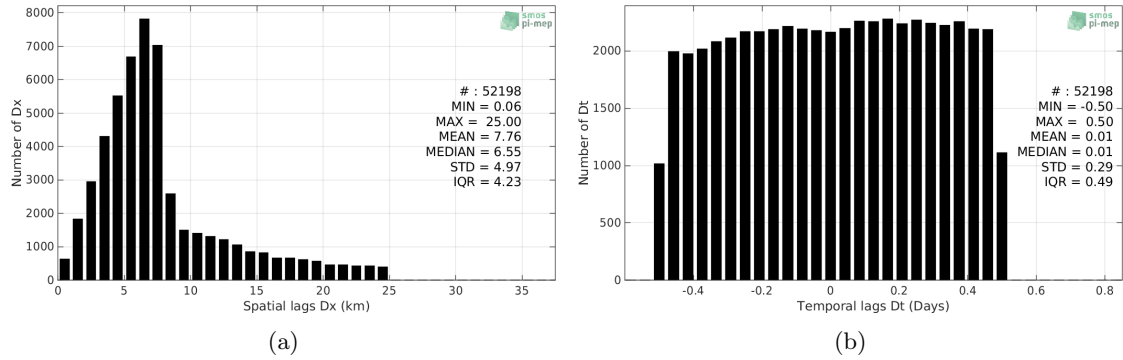 8000
7000
6000
5000
4000
3000
2000
1000
0
Number of Dx
smos
pi-mep
# : 52198
MIN = 0.06
MAX = 25.00
MEAN = 7.76
MEDIAN = 6.55
STD = 4.97
IQR = 4.23
0 5 10 15 20 25 30 35
Spatial lags Dx (km)
(a)
2000
1500
1000
500
0
Number of Dt
smos
pi-mep
# : 52198
MIN = -0.50
MAX = 0.50
MEAN = 0.01
MEDIAN = 0.01
STD = 0.29
IQR = 0.49
-0.4 -0.2 0 0.2 0.4 0.6 0.8
Temporal lags Dt (Days)
(b)